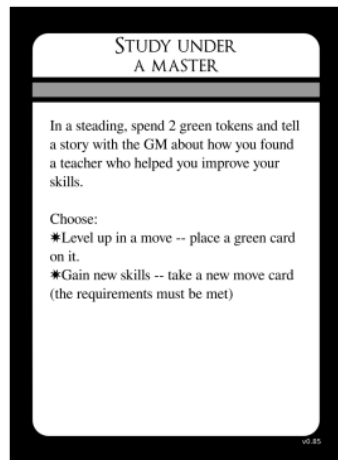 STUDY UNDER
A MASTER
In a steading, spend 2 green tokens and tell
a story with the GM about how you found
a teacher who helped you improve your
skills.
Choose:
✷Level up in a move -- place a green card
on it.
✷Gain new skills -- take a new move card
(the requirements must be met)
v0.85